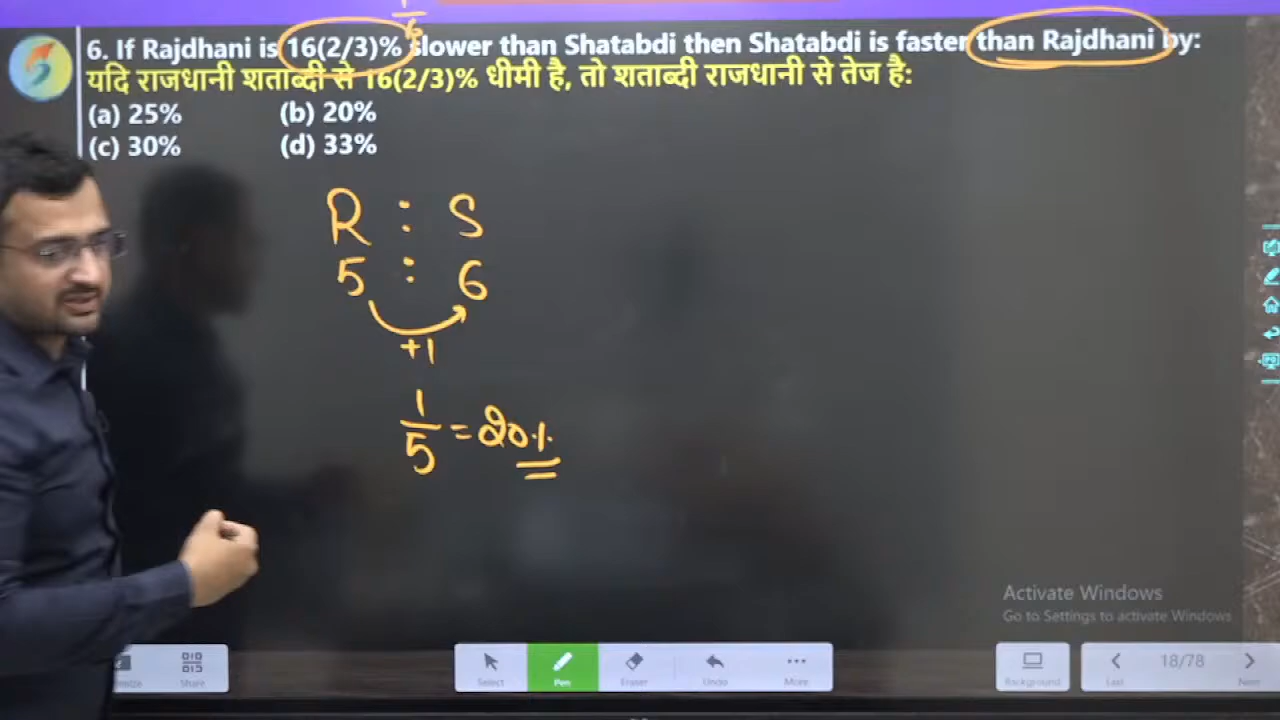 1/6
6. If Rajdhani is 16(2/3)% slower than Shatabdi then Shatabdi is faster than Rajdhani by:
यदि राजधानी शताब्दी से 16(2/3)% धीमी है, तो शताब्दी राजधानी से तेज है:
(a) 25% (b) 20%
(c) 30% (d) 33%
R : S
5 : 6
+1
1/5 = 20%
Activate Windows
Go to Settings to activate Windows
Share Select Pen Eraser Undo More Background Last 18/78 Next